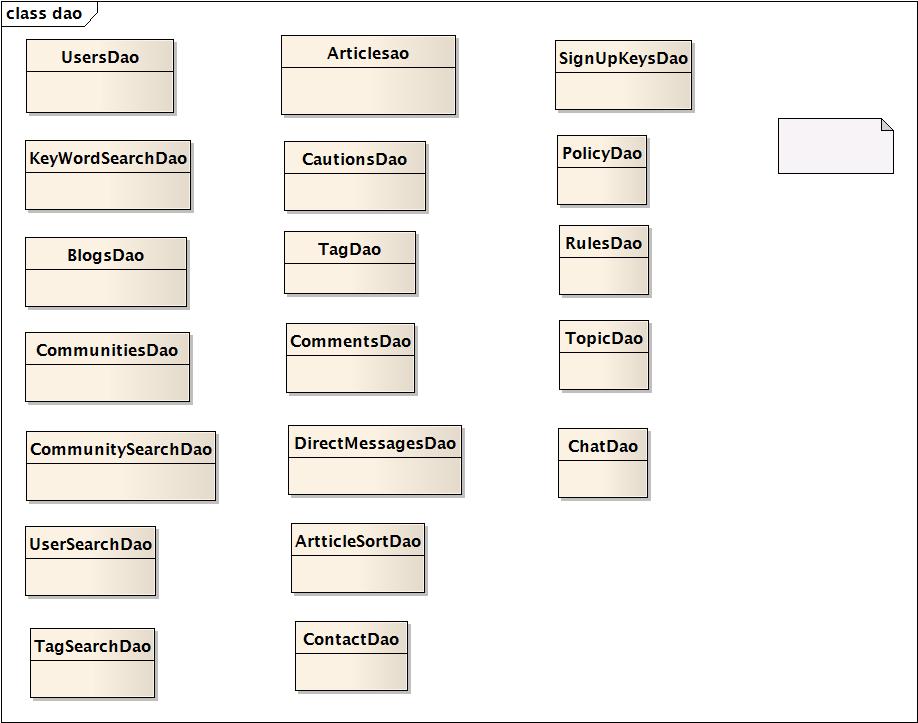 class dao
UsersDao
KeyWordSearchDao
BlogsDao
CommunitiesDao
CommunitySearchDao
UserSearchDao
TagSearchDao
Articlesao
CautionsDao
TagDao
CommentsDao
DirectMessagesDao
ArtticleSortDao
ContactDao
SignUpKeysDao
PolicyDao
RulesDao
TopicDao
ChatDao